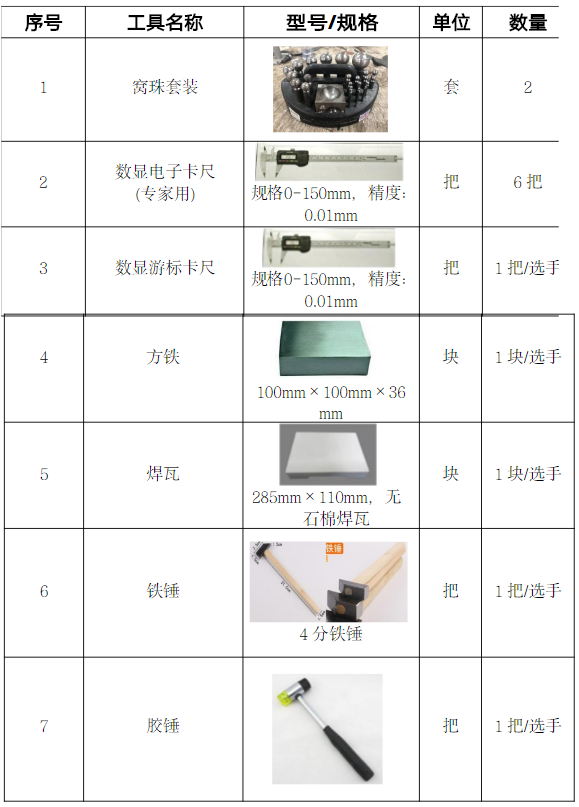 序号 工具名称 型号/规格 单位 数量
1 窝珠套装 套 2
2 数显电子卡尺 把 6把
(专家用)
规格0-150mm，精度：
0.01mm
3 数显游标卡尺 把 1把/选手
规格0-150mm，精度：
0.01mm
4 方铁 块 1块/选手
100mm×100mm×36
mm
5 焊瓦 块 1块/选手
285mm×110mm，无
石棉焊瓦
6 铁锤 把 1把/选手
铁锤
4分铁锤
7 胶锤 把 1把/选手